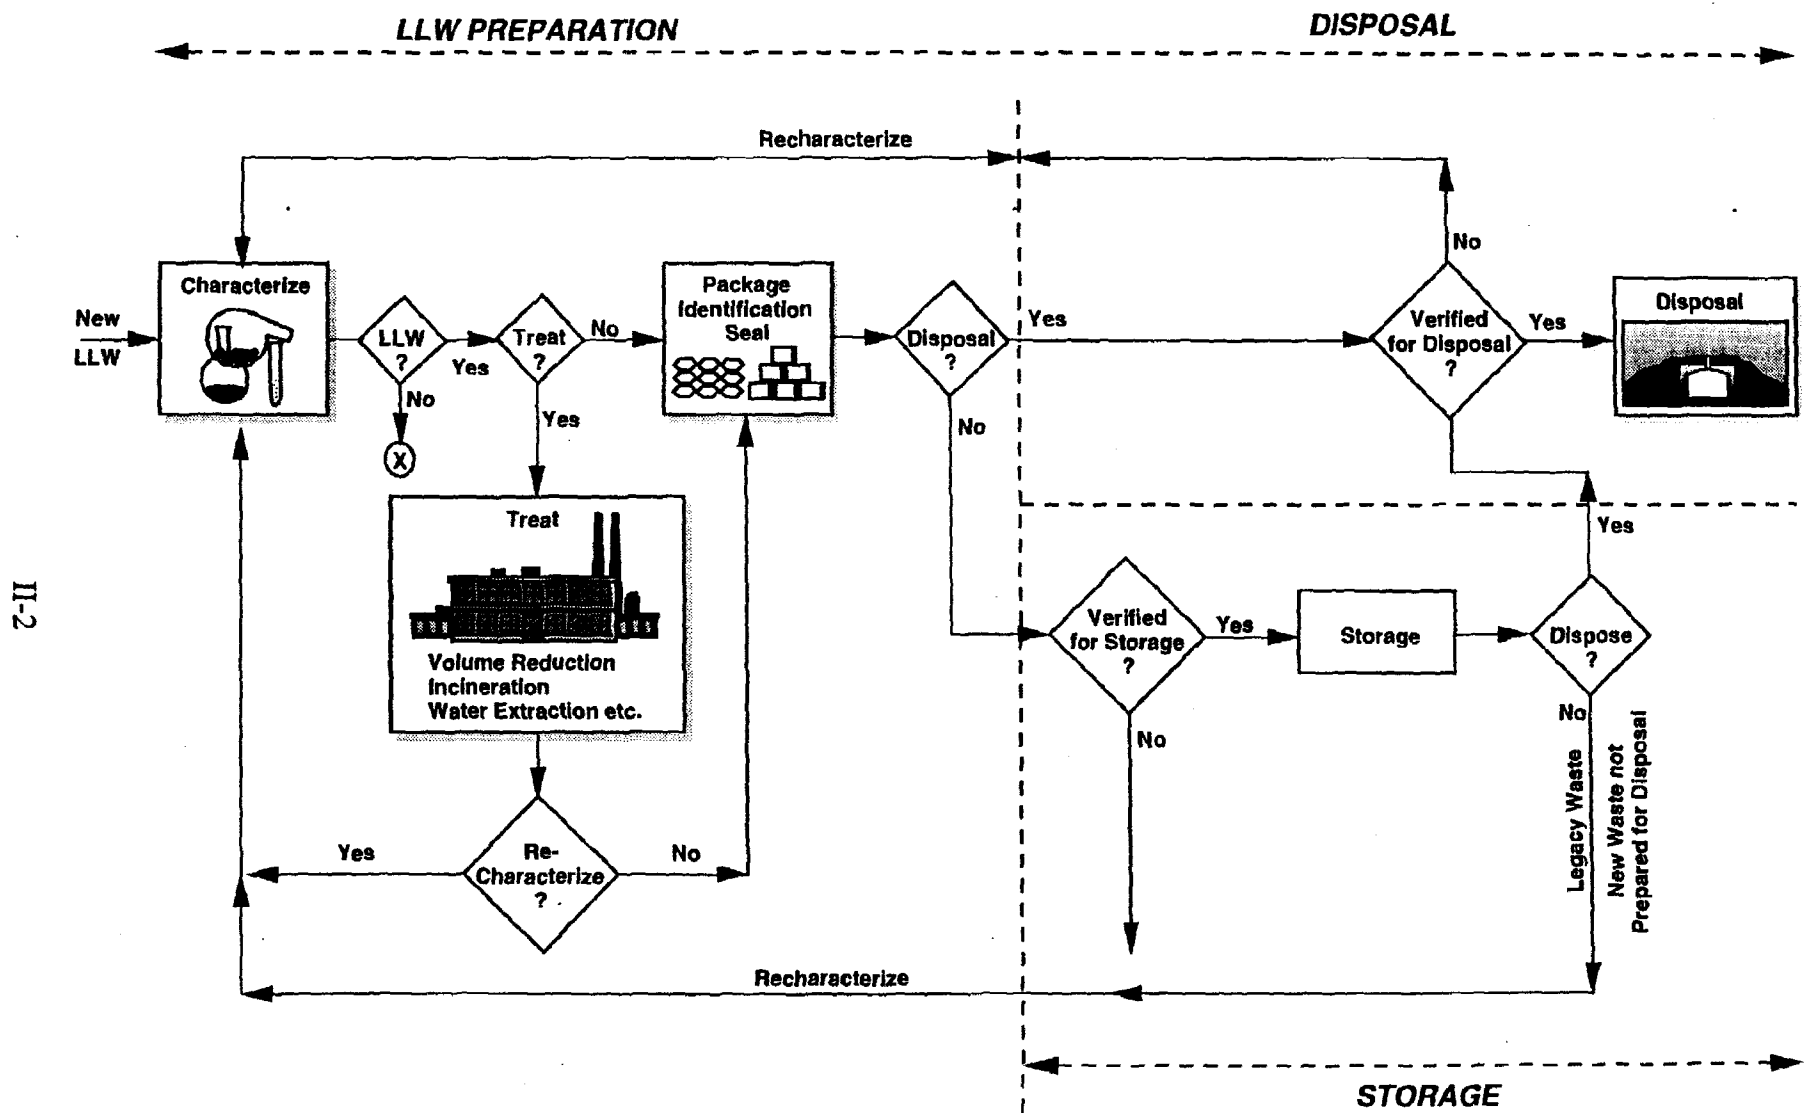 LLW PREPARATION
DISPOSAL
Recharacterize
No
Characterize
New
LLW
LLW
?
Yes
No
X
Treat
?
No
Yes
Package
Identification
Seal
Disposal
?
Yes
No
Verified
for Disposal
?
Yes
Disposal
Treat
Volume Reduction
Incineration
Water Extraction etc.
Re-
Characterize
?
Yes
No
Verified
for Storage
?
Yes
No
Storage
Dispose
?
Yes
No
Legacy Waste
New Waste not
Prepared for Disposal
Recharacterize
STORAGE
II-2